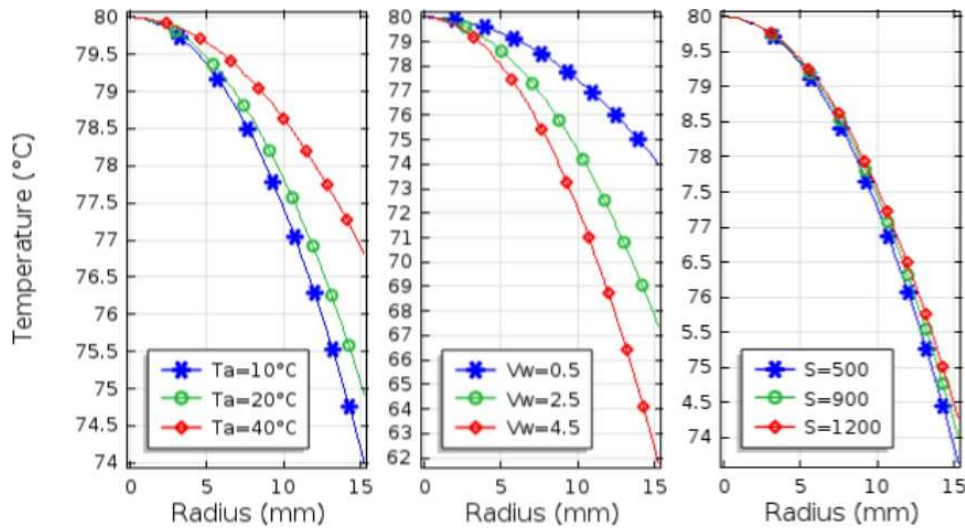 Temperature (°C)
80
79.5
79
78.5
78
77.5
77
76.5
76
75.5
75
74.5
74
Ta=10°C
Ta=20°C
Ta=40°C
0 5 10 15
Radius (mm)
80
79
78
77
76
75
74
73
72
71
70
69
68
67
66
65
64
63
62
Vw=0.5
Vw=2.5
Vw=4.5
0 5 10 15
Radius (mm)
80
9.5
79
8.5
78
7.5
77
6.5
76
5.5
75
4.5
74
S=500
S=900
S=1200
0 5 10 15
Radius (mm)